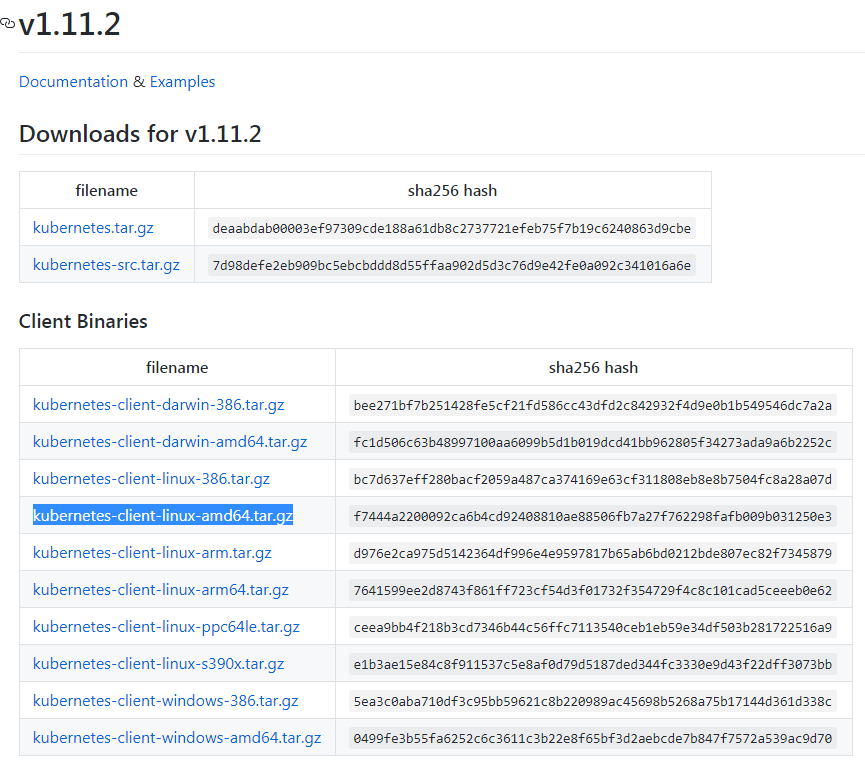 v1.11.2
Documentation & Examples
Downloads for v1.11.2
filename sha256 hash
kubernetes.tar.gz deaabdab00003ef97309cde188a61db8c2737721efeb75f7b19c6240863d9cbe
kubernetes-src.tar.gz 7d98defe2eb909bc5ebcbddd8d55ffaa902d5d3c76d9e42fe0a092c341016a6e
Client Binaries
filename sha256 hash
kubernetes-client-darwin-386.tar.gz bee271bf7b251428fe5cf21fd586cc43dfd2c842932f4d9e0b1b549546dc7a2a
kubernetes-client-darwin-amd64.tar.gz fc1d506c63b48997100aa6099b5d1b019dcd41bb962805f34273ada9a6b2252c
kubernetes-client-linux-386.tar.gz bc7d637eff280bacf2059a487ca374169e63cf311808eb8e8b7504fc8a28a07d
kubernetes-client-linux-amd64.tar.gz f7444a2200092ca6b4cd92408810ae88506fb7a27f762298fafb009b031250e3
kubernetes-client-linux-arm.tar.gz d976e2ca975d5142364df996e4e9597817b65ab6bd0212bde807ec82f7345879
kubernetes-client-linux-arm64.tar.gz 7641599ee2d8743f861ff723cf54d3f01732f354729f4c8c101cad5ceeeb0e62
kubernetes-client-linux-ppc64le.tar.gz ceea9bb4f218b3cd7346b44c56ffc7113540ceb1eb59e34df503b281722516a9
kubernetes-client-linux-s390x.tar.gz e1b3ae15e84c8f911537c5e8af0d79d5187ded344fc3330e9d43f22dff3073bb
kubernetes-client-windows-386.tar.gz 5ea3c0aba710df3c95bb59621c8b220989ac45698b5268a75b17144d361d338c
kubernetes-client-windows-amd64.tar.gz 0499fe3b55fa6252c6c3611c3b22e8f65bf3d2aebcde7b847f7572a539ac9d70